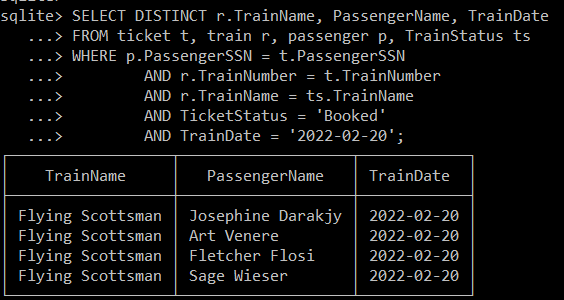 sqlite> SELECT DISTINCT r.TrainName, PassengerName, TrainDate
...> FROM ticket t, train r, passenger p, TrainStatus ts
...> WHERE p.PassengerSSN = t.PassengerSSN
...> AND r.TrainNumber = t.TrainNumber
...> AND r.TrainName = ts.TrainName
...> AND TicketStatus = 'Booked'
...> AND TrainDate = '2022-02-20';
TrainName PassengerName TrainDate
Flying Scottsman Josephine Darakjy 2022-02-20
Flying Scottsman Art Venere 2022-02-20
Flying Scottsman Fletcher Flosi 2022-02-20
Flying Scottsman Sage Wieser 2022-02-20